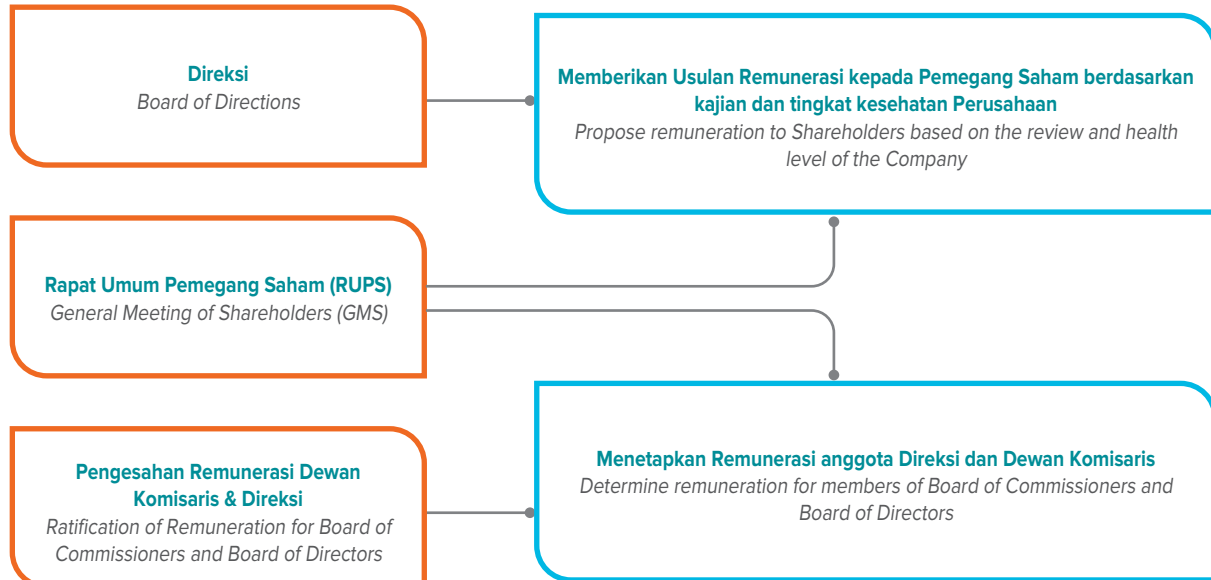 Direksi
Board of Directions
Memberikan Usulan Remunerasi kepada Pemegang Saham berdasarkan
kajian dan tingkat kesehatan Perusahaan
Propose remuneration to Shareholders based on the review and health
level of the Company
Rapat Umum Pemegang Saham (RUPS)
General Meeting of Shareholders (GMS)
Pengesahan Remunerasi Dewan
Komisaris & Direksi
Ratification of Remuneration for Board of
Commissioners and Board of Directors
Menetapkan Remunerasi anggota Direksi dan Dewan Komisaris
Determine remuneration for members of Board of Commissioners and
Board of Directors